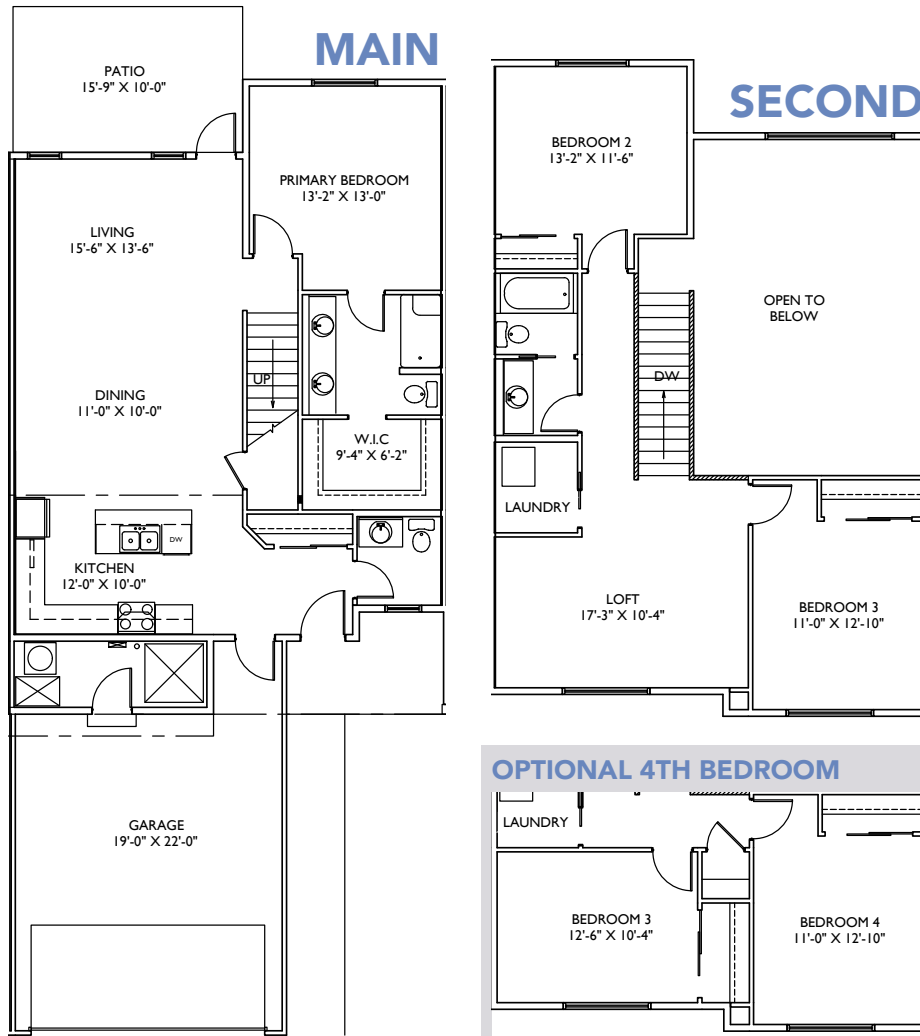 MAIN
PATIO
15'-9" X 10'-0"
PRIMARY BEDROOM
13'-2" X 13'-0"
LIVING
15'-6" X 13'-6"
UP
DINING
11'-0" X 10'-0"
W.I.C
9'-4" X 6'-2"
DW
KITCHEN
12'-0" X 10'-0"
GARAGE
19'-0" X 22'-0"
SECOND
BEDROOM 2
13'-2" X 11'-6"
OPEN TO
BELOW
DW
LAUNDRY
LOFT
17'-3" X 10'-4"
BEDROOM 3
11'-0" X 12'-10"
OPTIONAL 4TH BEDROOM
LAUNDRY
BEDROOM 3
12'-6" X 10'-4"
BEDROOM 4
11'-0" X 12'-10"